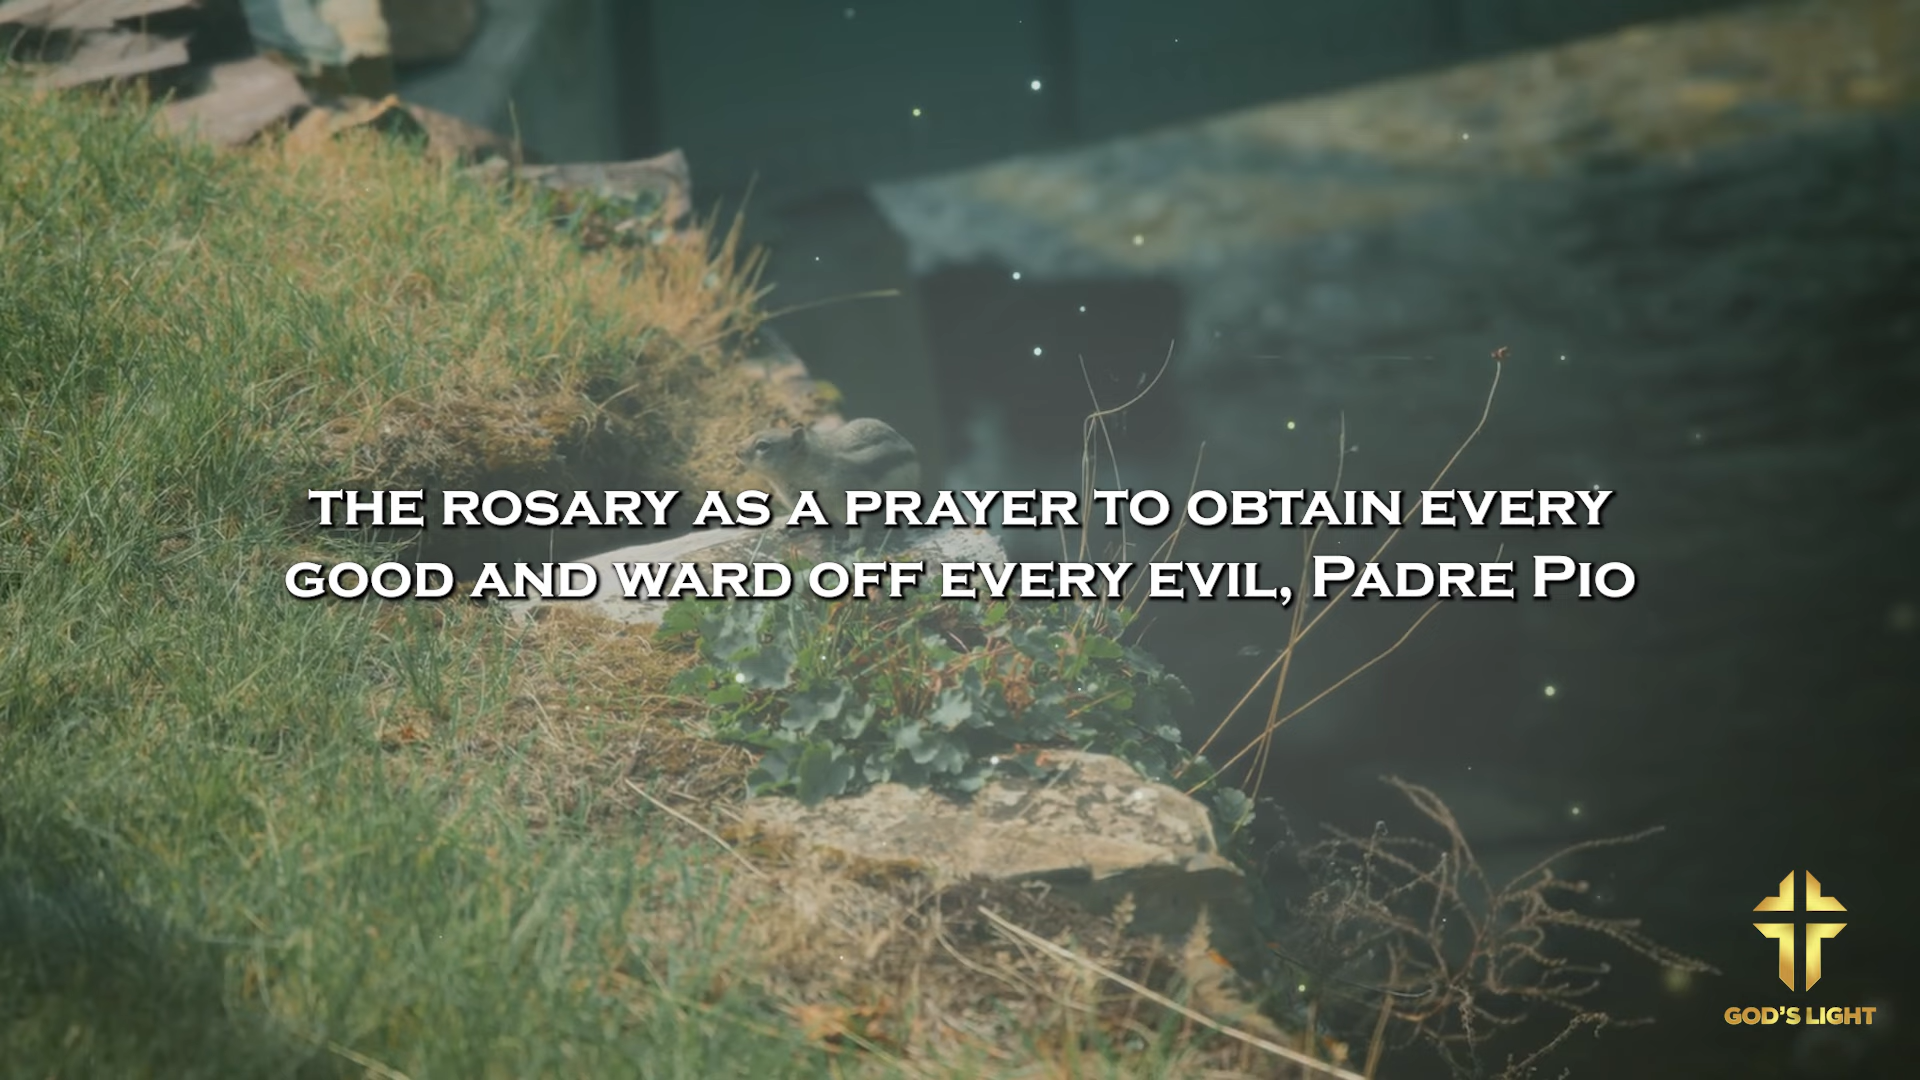 THE ROSARY AS A PRAYER TO OBTAIN EVERY
GOOD AND WARD OFF EVERY EVIL, PADRE PIO
GOD'S LIGHT